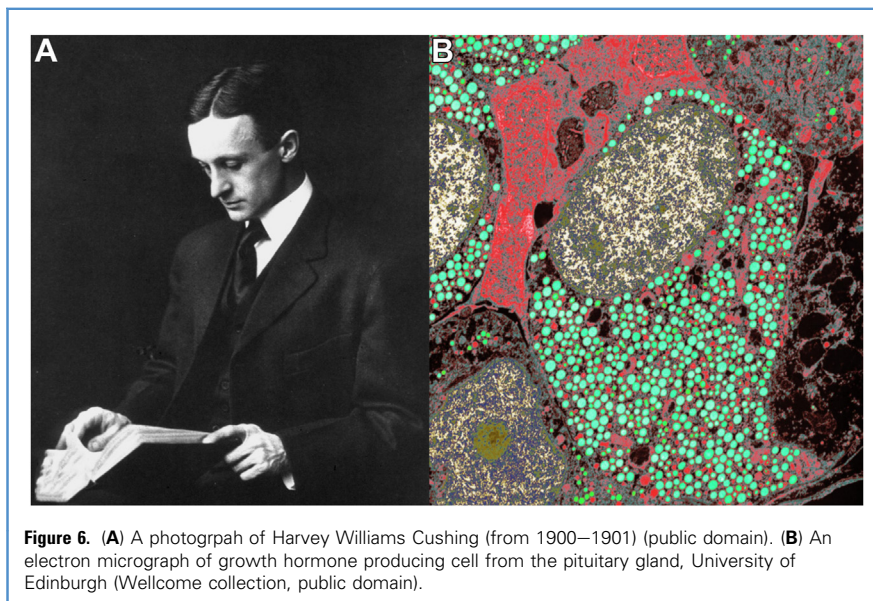 A B
Figure 6. (A) A photogrpah of Harvey Williams Cushing (from 1900–1901) (public domain). (B) An
electron micrograph of growth hormone producing cell from the pituitary gland, University of
Edinburgh (Wellcome collection, public domain).